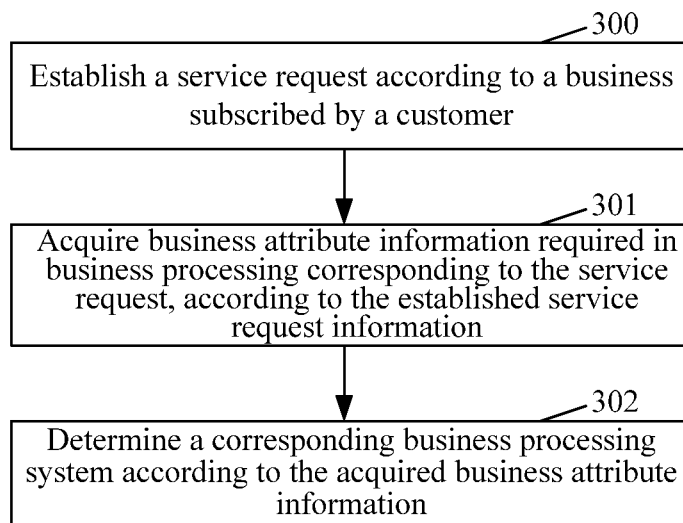 300
Establish a service request according to a business
subscribed by a customer
301
Acquire business attribute information required in
business processing corresponding to the service
request, according to the established service
request information
302
Determine a corresponding business processing
system according to the acquired business attribute
information